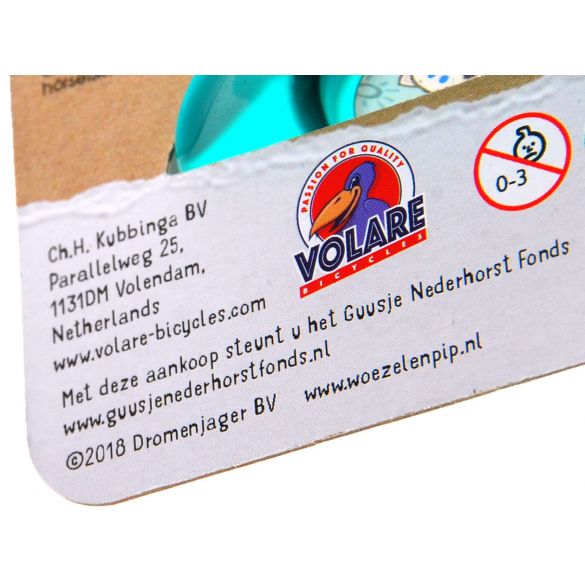 Ch.H. Kubbinga BV
Parallelweg 25,
1131DM Volendam,
Netherlands
www.volare-bicycles.com
PASSION FOR QUALITY
VOLARE
BICYCLES
0-3
Met deze aankoop steunt u het Guusje Nederhorst Fonds
www.guusjenederhorstfonds.nl
www.woezelenpip.nl
©2018 Dromenjager BV